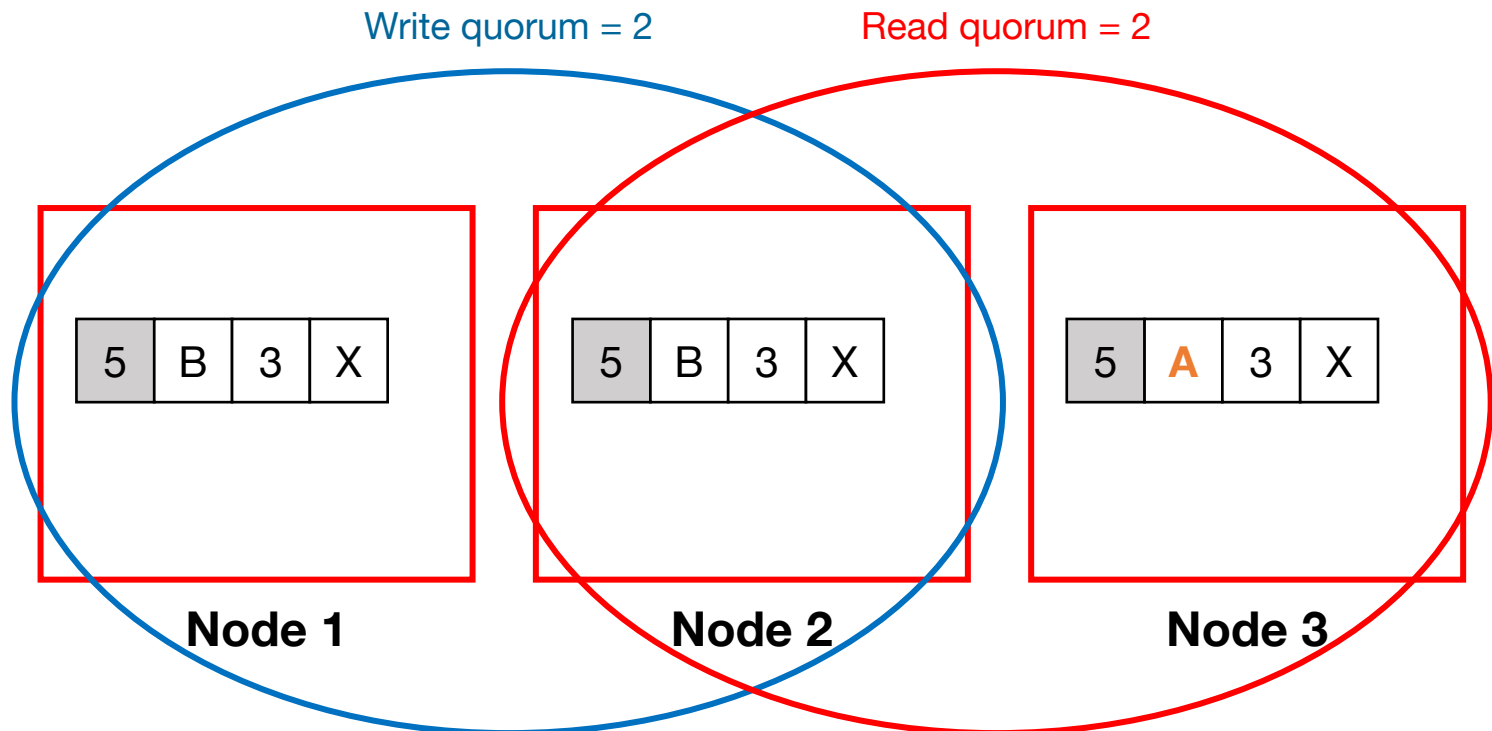 Write quorum = 2 Read quorum = 2
5 B 3 X 5 B 3 X 5 A 3 X
Node 1 Node 2 Node 3